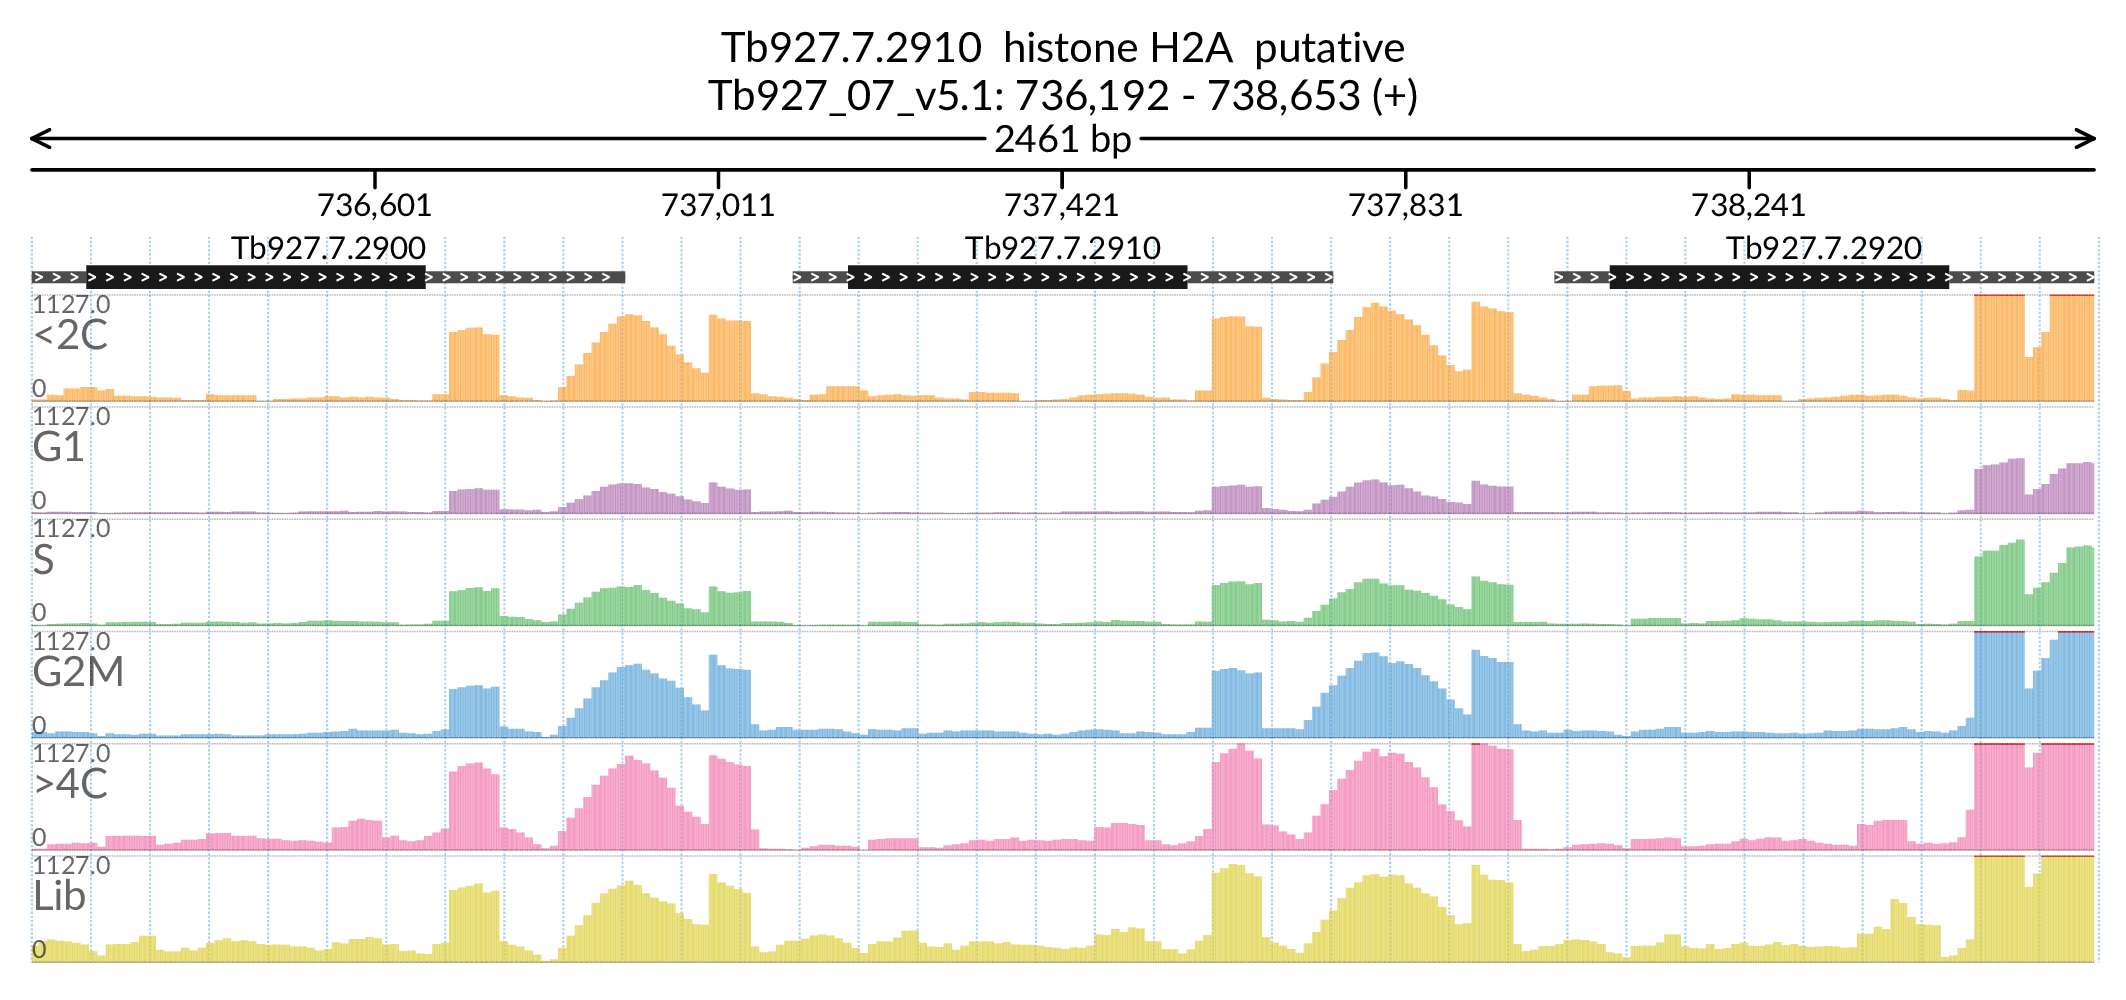 Tb927.7.2910  histone H2A  putative
Tb927_07_v5.1: 736,192 - 738,653 (+)
2461 bp
736,601 737,011 737,421 737,831 738,241
Tb927.7.2900 Tb927.7.2910 Tb927.7.2920
1127.0
<2C
0
1127.0
G1
0
1127.0
S
0
1127.0
G2M
0
1127.0
>4C
0
1127.0
Lib
0